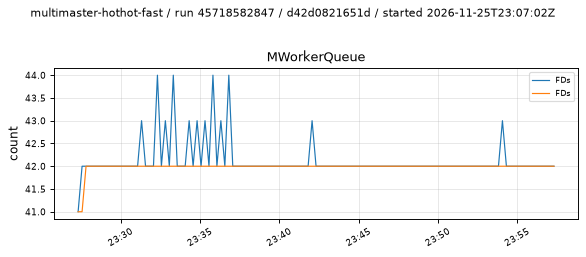 multimaster-hothot-fast / run 45718582847 / d42d0821651d / started 2026-11-25T23:07:02Z
MWorkerQueue
count
44.0
43.5
43.0
42.5
42.0
41.5
41.0
FDs
FDs
23:30
23:35
23:40
23:45
23:50
23:55